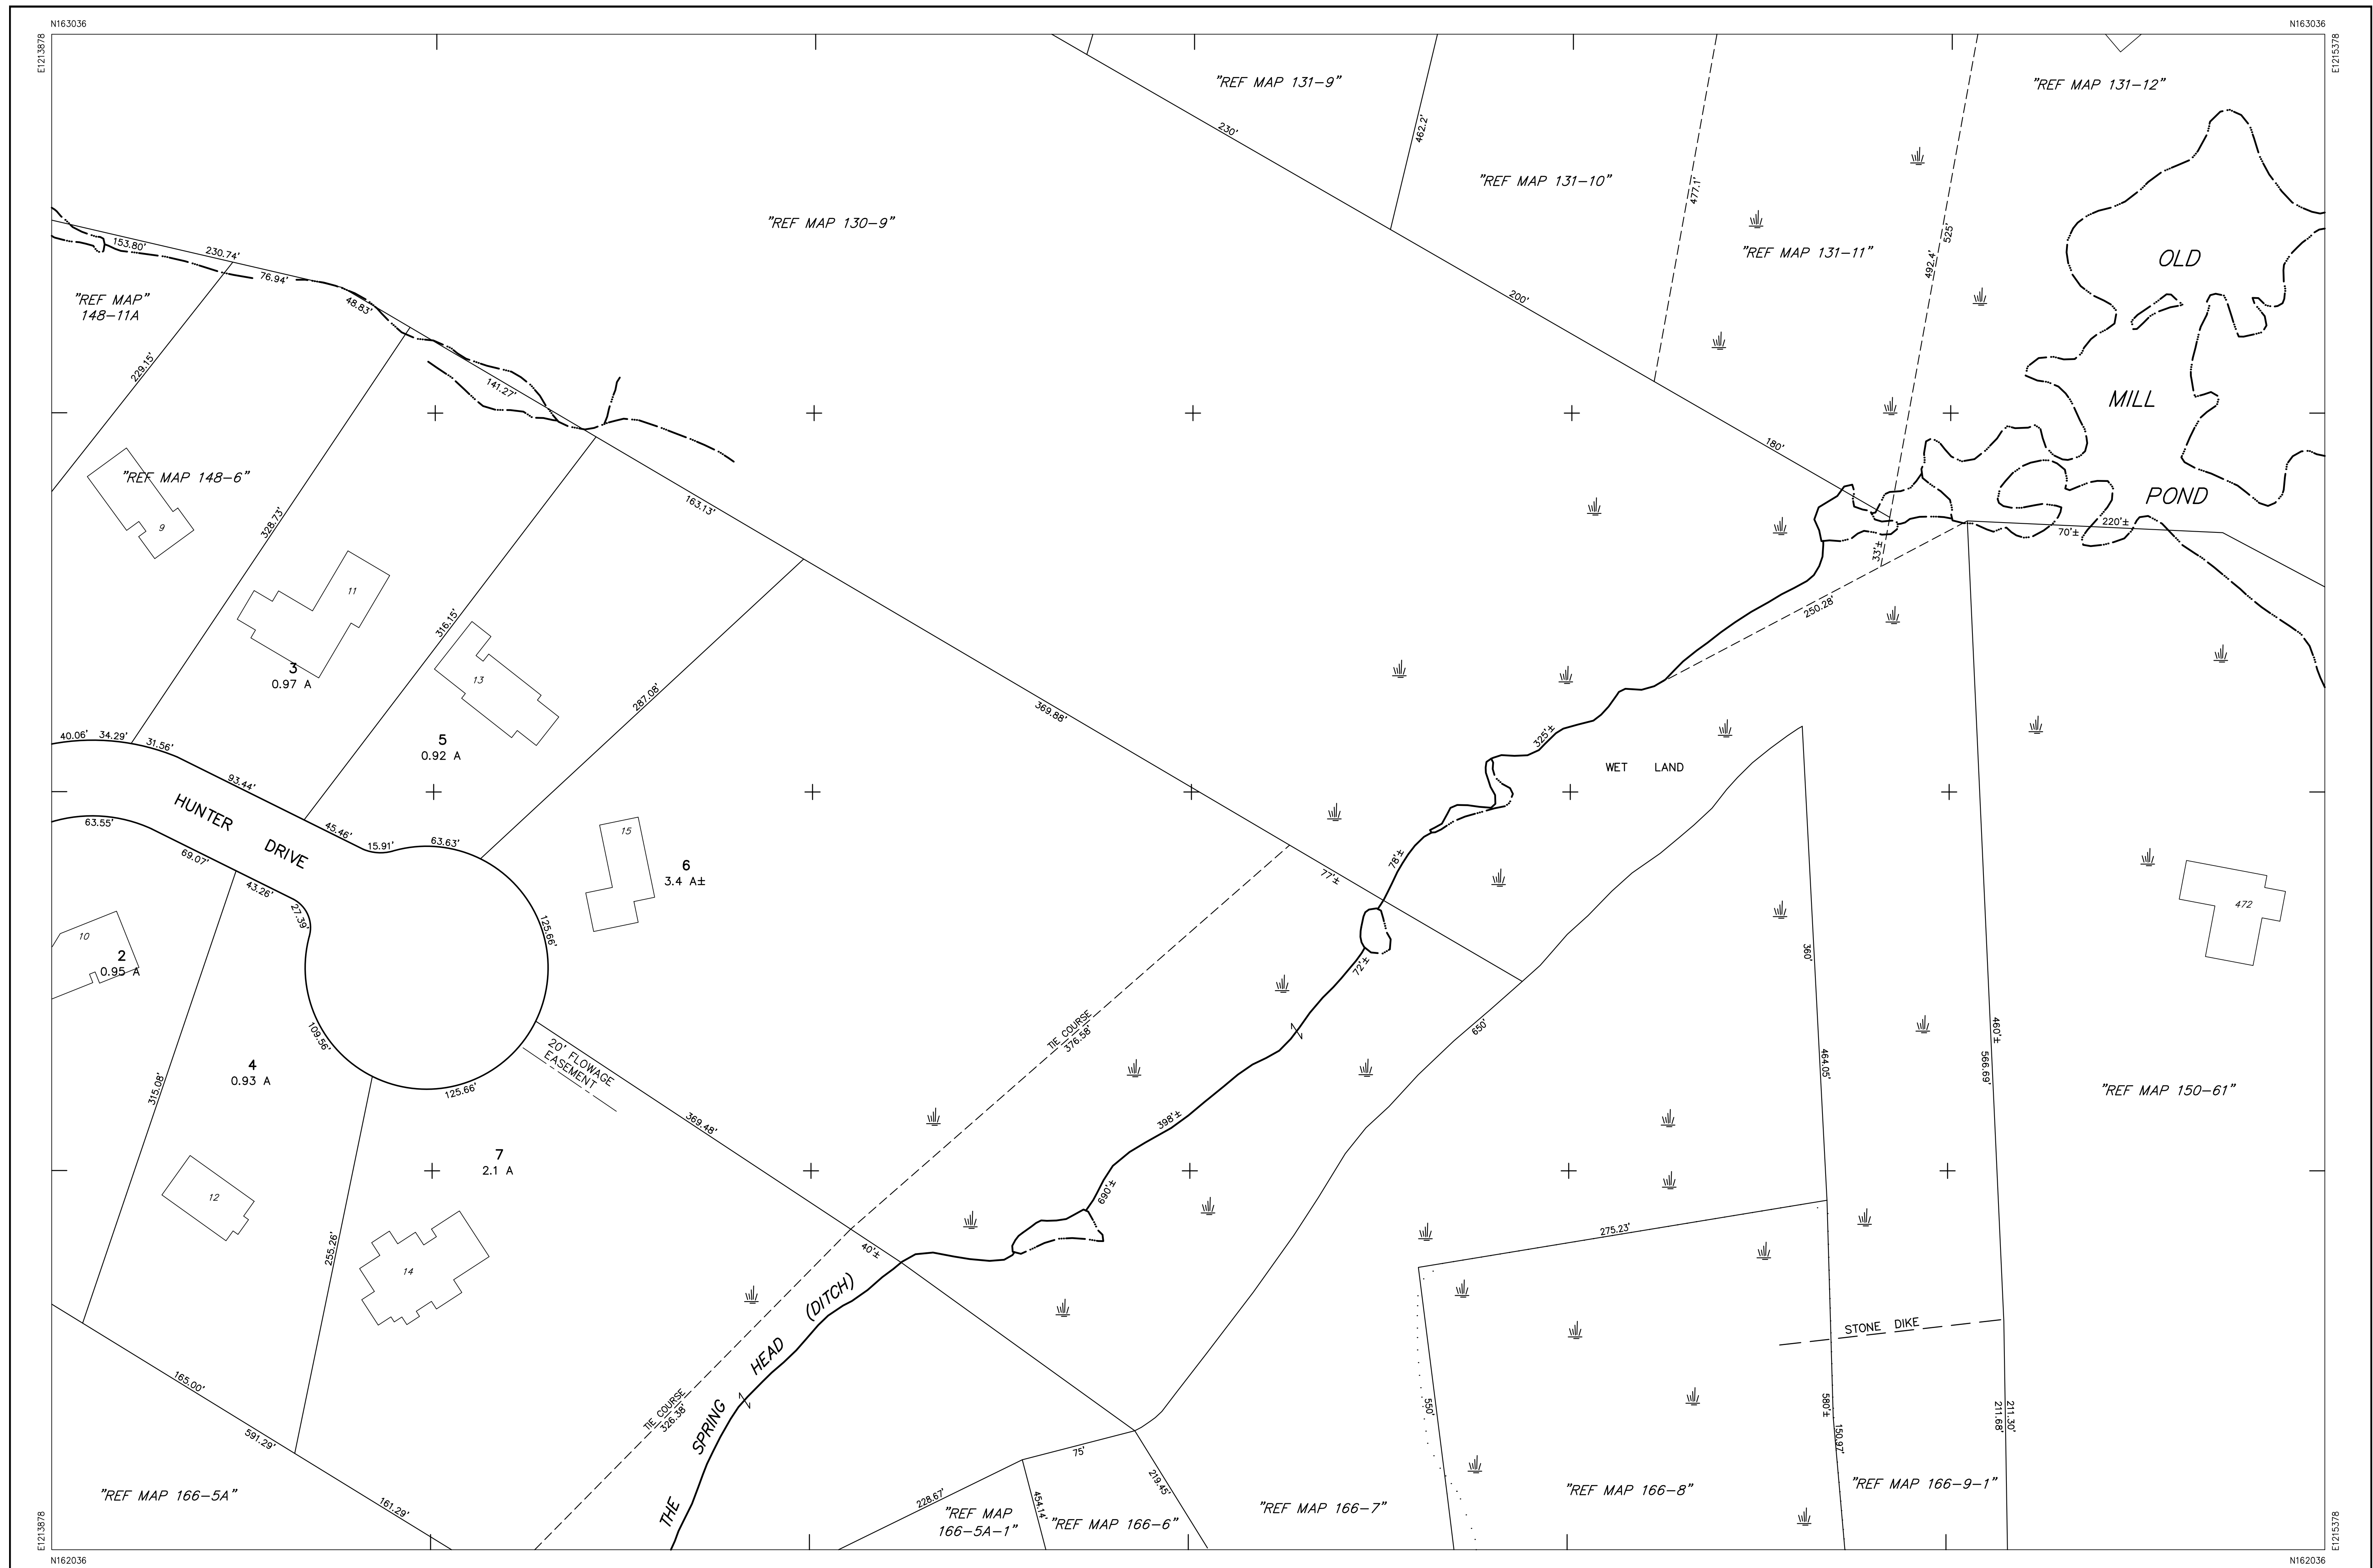 N163036
N163036
E1213878
E1215378
"REF MAP 131-9"
"REF MAP 131-12"
230'
462.2'
"REF MAP 131-10"
477.1'
"REF MAP 130-9"
"REF MAP 131-11"
492.4'
525'
OLD
MILL
POND
153.80'
230.74'
76.94'
48.83'
"REF MAP"
148-11A
229.15'
141.27'
200'
180'
"REF MAP 148-6"
9
328.73'
163.13'
33'±
70'±
220'±
250.28'
11
3
0.97 A
316.15'
13
287.08'
369.88'
325'±
WET LAND
40.06'
34.29'
31.56'
5
0.92 A
93.44'
HUNTER
DRIVE
63.55'
45.46'
15.91'
63.63'
69.07'
43.26'
27.39'
15
6
3.4 A±
125.66'
78'±
77'±
72'±
472
10
2
0.95 A
360'
109.56'
125.66'
20' FLOWAGE
EASEMENT
TIE COURSE
376.58'
650'
464.05'
460'±
566.69'
4
0.93 A
315.08'
"REF MAP 150-61"
369.48'
398'±
7
2.1 A
12
690'±
255.26'
14
40'±
275.23'
THE SPRING HEAD (DITCH)
STONE DIKE
165.00'
591.29'
161.29'
TIE COURSE
326.38'
550'
580'±
150.97'
211.68'
211.30'
75'
219.45'
228.67'
454.14'
"REF MAP 166-5A"
"REF MAP
166-5A-1"
"REF MAP 166-6"
"REF MAP 166-7"
"REF MAP 166-8"
"REF MAP 166-9-1"
E1213878
E1215378
N162036
N162036